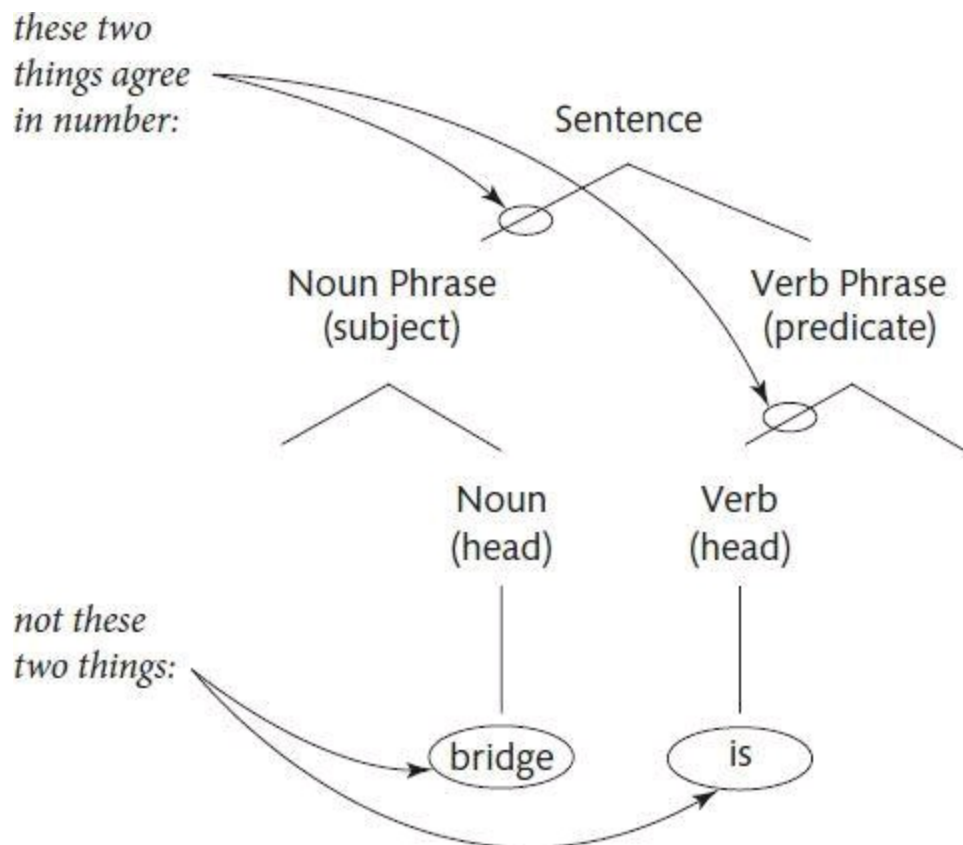 these two
things agree
in number:
Sentence
Noun Phrase
(subject)
Verb Phrase
(predicate)
Noun
(head)
Verb
(head)
not these
two things:
bridge
is